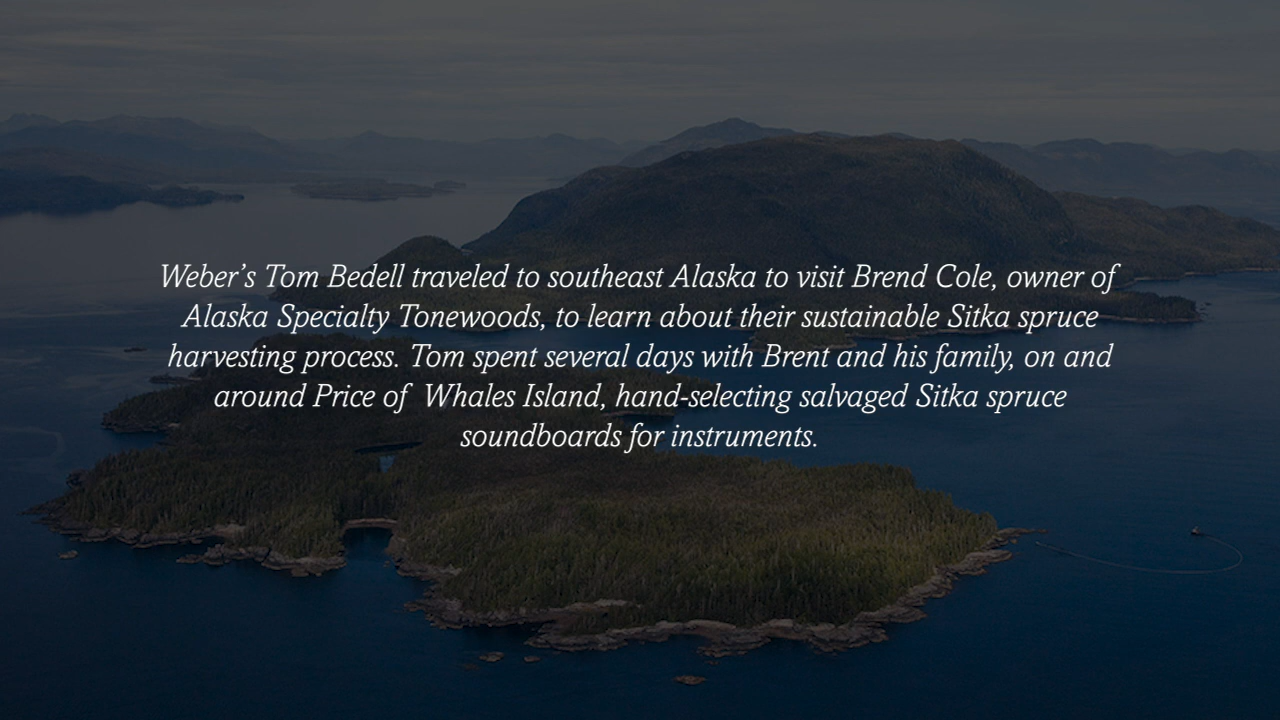 Weber’s Tom Bedell traveled to southeast Alaska to visit Brend Cole, owner of
Alaska Specialty Tonewoods, to learn about their sustainable Sitka spruce
harvesting process. Tom spent several days with Brent and his family, on and
around Price of  Whales Island, hand-selecting salvaged Sitka spruce
soundboards for instruments.